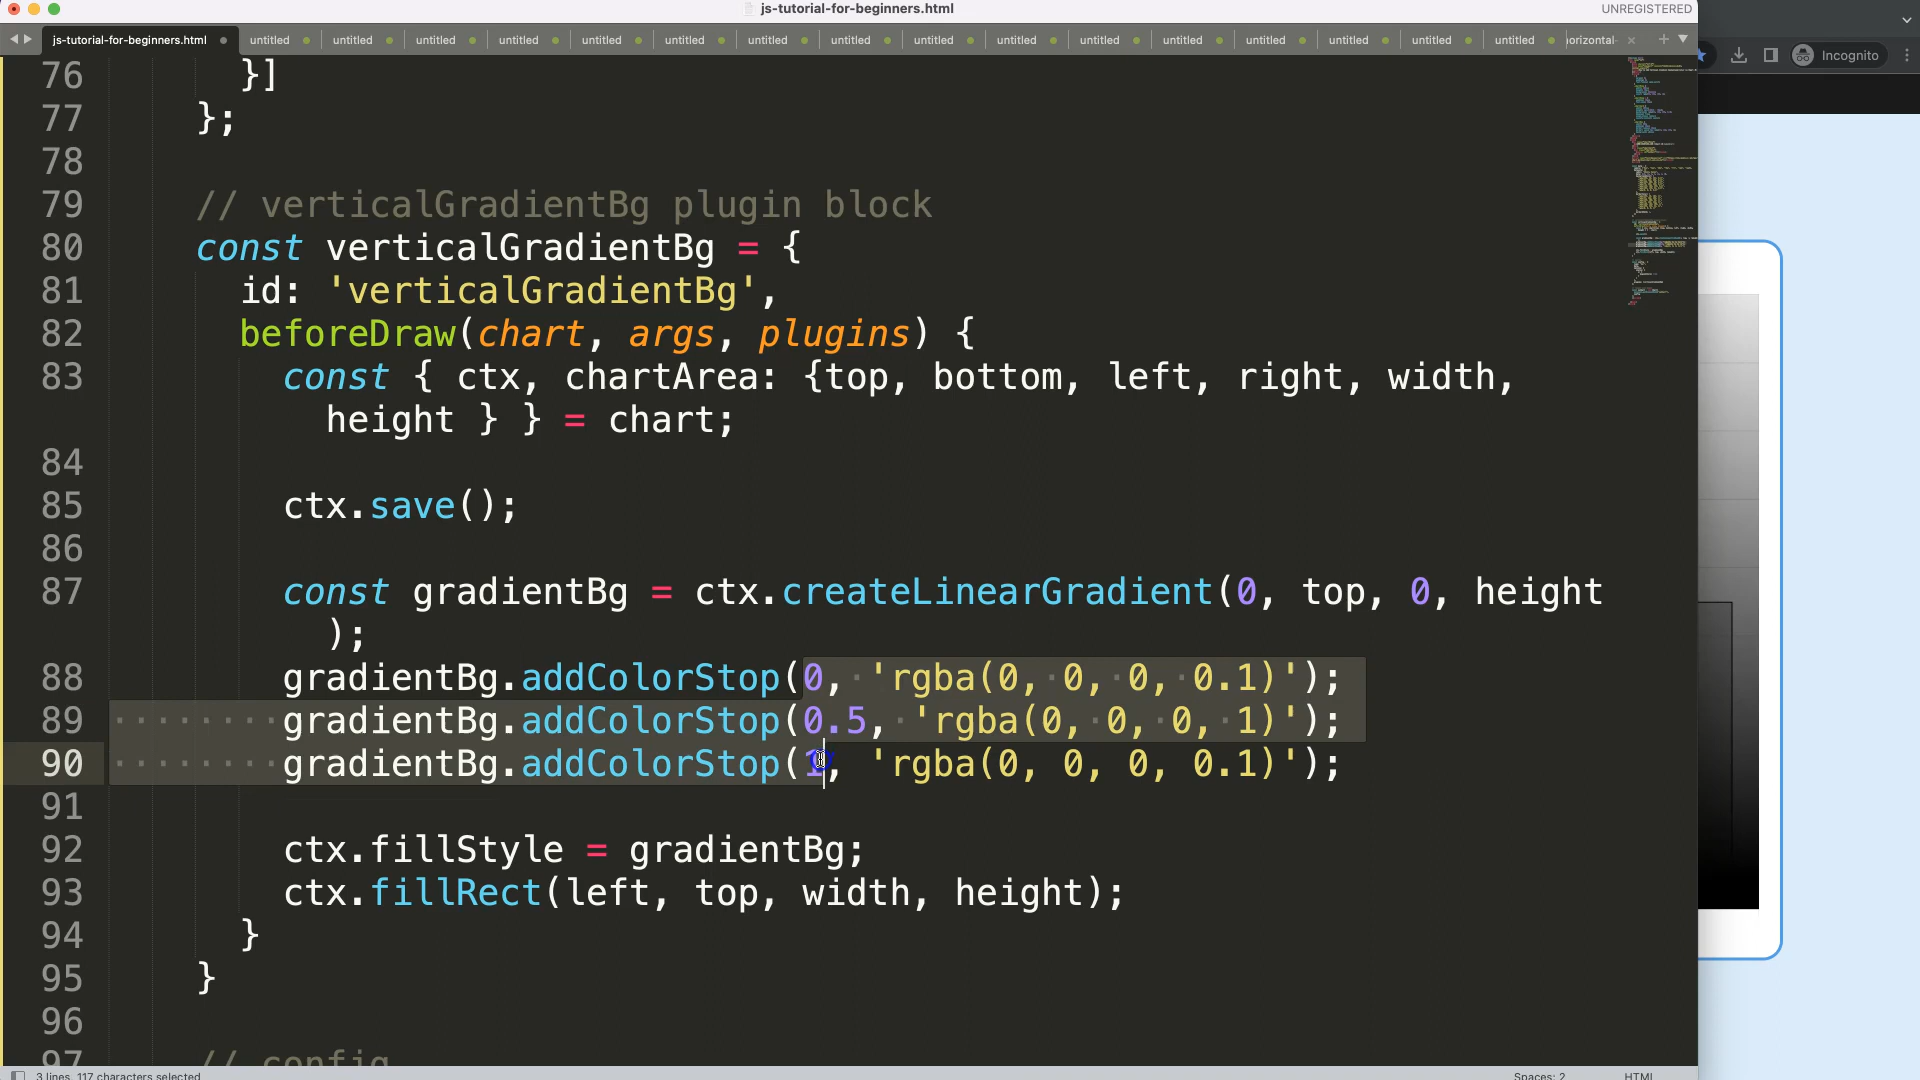 js-tutorial-for-beginners.html
UNREGISTERED
js-tutorial-for-beginners.html untitled untitled untitled untitled untitled untitled untitled untitled untitled untitled untitled untitled untitled untitled untitled untitled orizontal-
Incognito
76 }]
77 };
78
79 // verticalGradientBg plugin block
80 const verticalGradientBg = {
81 id: 'verticalGradientBg',
82 beforeDraw(chart, args, plugins) {
83 const { ctx, chartArea: {top, bottom, left, right, width,
height } } = chart;
84
85 ctx.save();
86
87 const gradientBg = ctx.createLinearGradient(0, top, 0, height
);
88 gradientBg.addColorStop(0, 'rgba(0, 0, 0, 0.1)');
89 gradientBg.addColorStop(0.5, 'rgba(0, 0, 0, 1)');
90 gradientBg.addColorStop(1, 'rgba(0, 0, 0, 0.1)');
91
92 ctx.fillStyle = gradientBg;
93 ctx.fillRect(left, top, width, height);
94 }
95 }
96
97 // config
3 lines, 117 characters selected
Spaces: 2
HTML